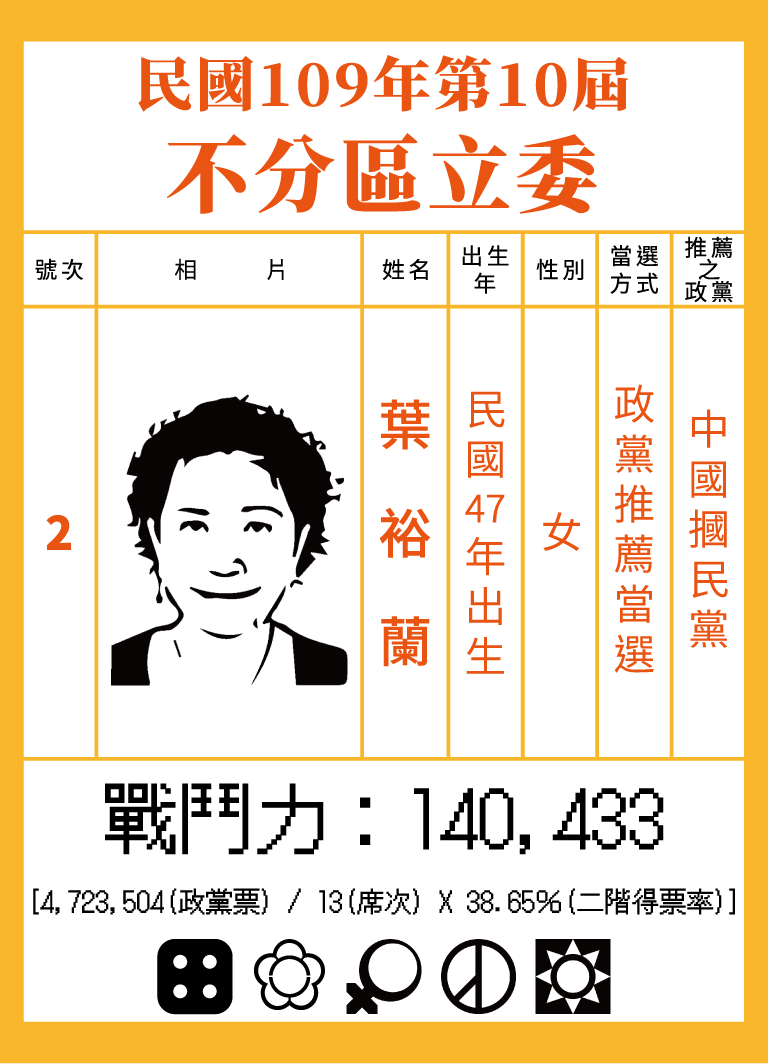 民國109年第10屆
不分區立委
號次
相片
姓名
出生年
性別
當選方式
推薦之政黨
2
葉裕蘭
民國47年出生
女
政黨推薦當選
中國摑民黨
戰鬥力：140,433
[4,723,504(政黨票) / 13(席次) X 38.65%(二階得票率)]